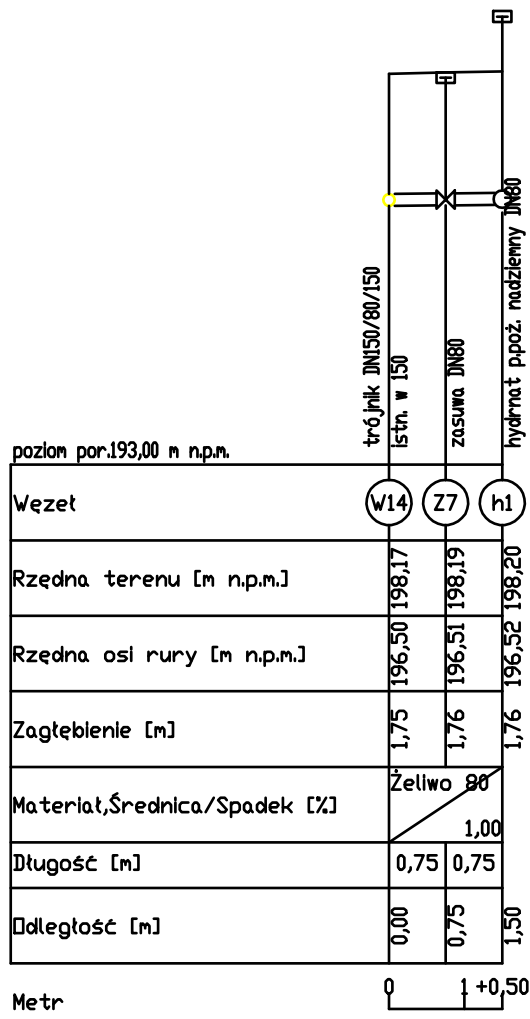 trójnik DN150/80/150
istn. w 150
zasuwa DN80
hydrnat p.poż. nadziemny DN80
poziom por.193,00 m n.p.m.
Węzeł W14 Z7 h1
Rzędna terenu [m n.p.m.] 198,17 198,19 198,20
Rzędna osi rury [m n.p.m.] 196,50 196,51 196,52
Zagłębienie [m] 1,75 1,76 1,76
Żeliwo 80
Materiał,Średnica/Spadek [%]
1,00
Długość [m] 0,75 0,75
Odległość [m] 0,00 0,75 1,50
Metr 0 1 +0,50